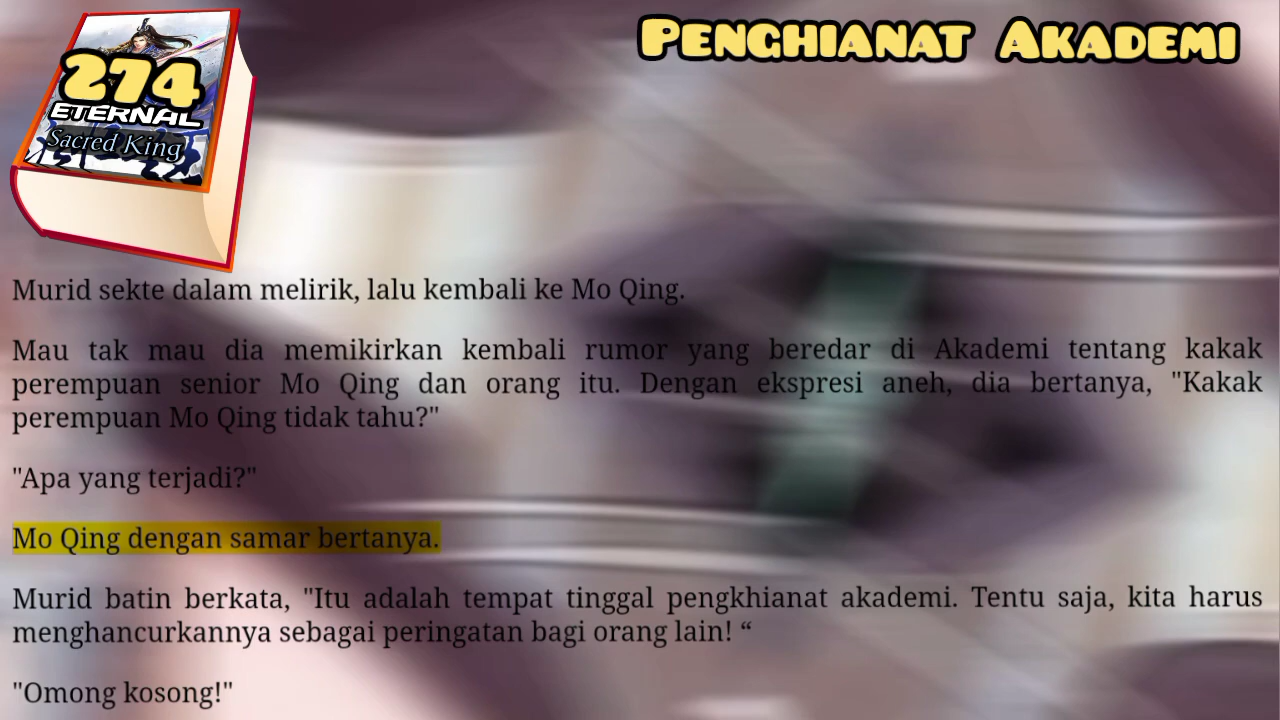 Penghianat Akademi
274
ETERNAL
Sacred King
Murid sekte dalam melirik, lalu kembali ke Mo Qing.
Mau tak mau dia memikirkan kembali rumor yang beredar di Akademi tentang kakak
perempuan senior Mo Qing dan orang itu. Dengan ekspresi aneh, dia bertanya, "Kakak
perempuan Mo Qing tidak tahu?"
"Apa yang terjadi?"
Mo Qing dengan samar bertanya.
Murid batin berkata, "Itu adalah tempat tinggal pengkhianat akademi. Tentu saja, kita harus
menghancurkannya sebagai peringatan bagi orang lain! “
"Omong kosong!"